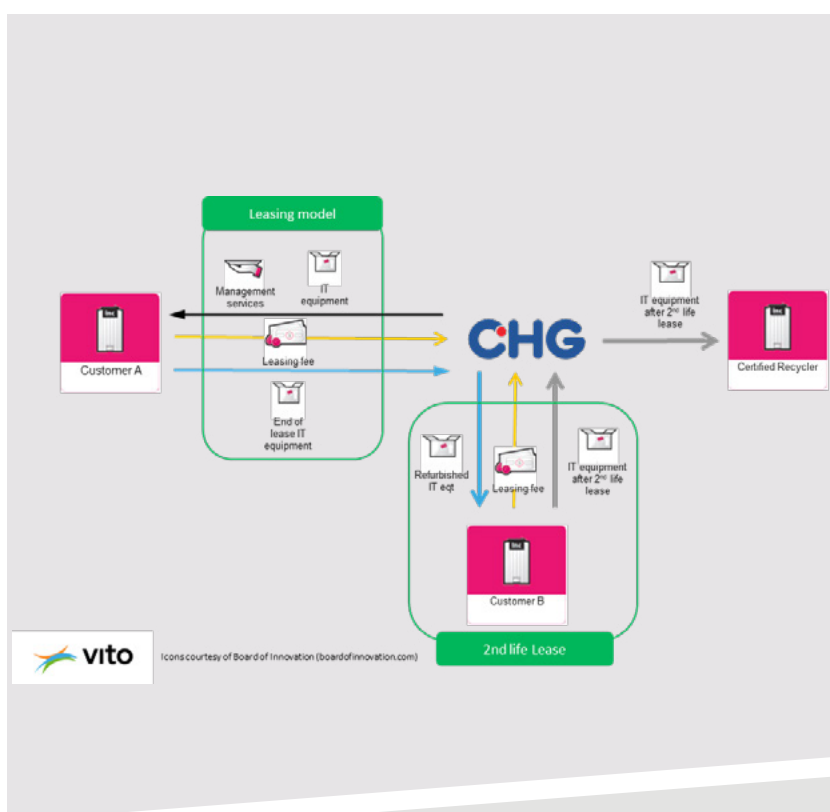 Leasing model
Management
services
IT
equipment
Leasing fee
End of
lease IT
equipment
Customer A
CHG
IT equipment
after 2nd life
lease
Certified Recycler
Refurbished
IT eqt
Leasing fee
IT equipment
after 2nd life
lease
Customer B
2nd life Lease
vito
Icons courtesy of Board of Innovation (boardofinnovation.com)